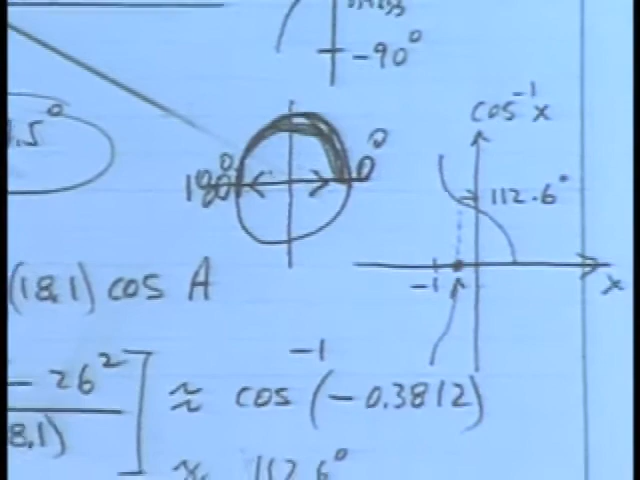 -90°
cos⁻¹x
.5°
180° 0°
112.6°
-1 x
(18.1) cos A
- 26²] ≈ cos⁻¹(-0.3812)
8.1)
≈ 112.6°